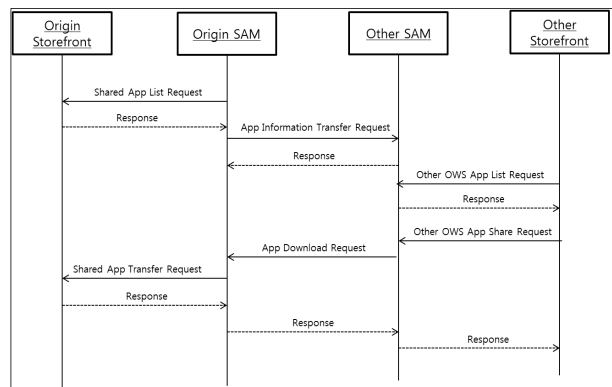 Origin
Storefront
Origin SAM
Other SAM
Other
Storefront
Shared App List Request
Response
App Information Transfer Request
Response
Other OWS App List Request
Response
Other OWS App Share Request
App Download Request
Shared App Transfer Request
Response
Response
Response